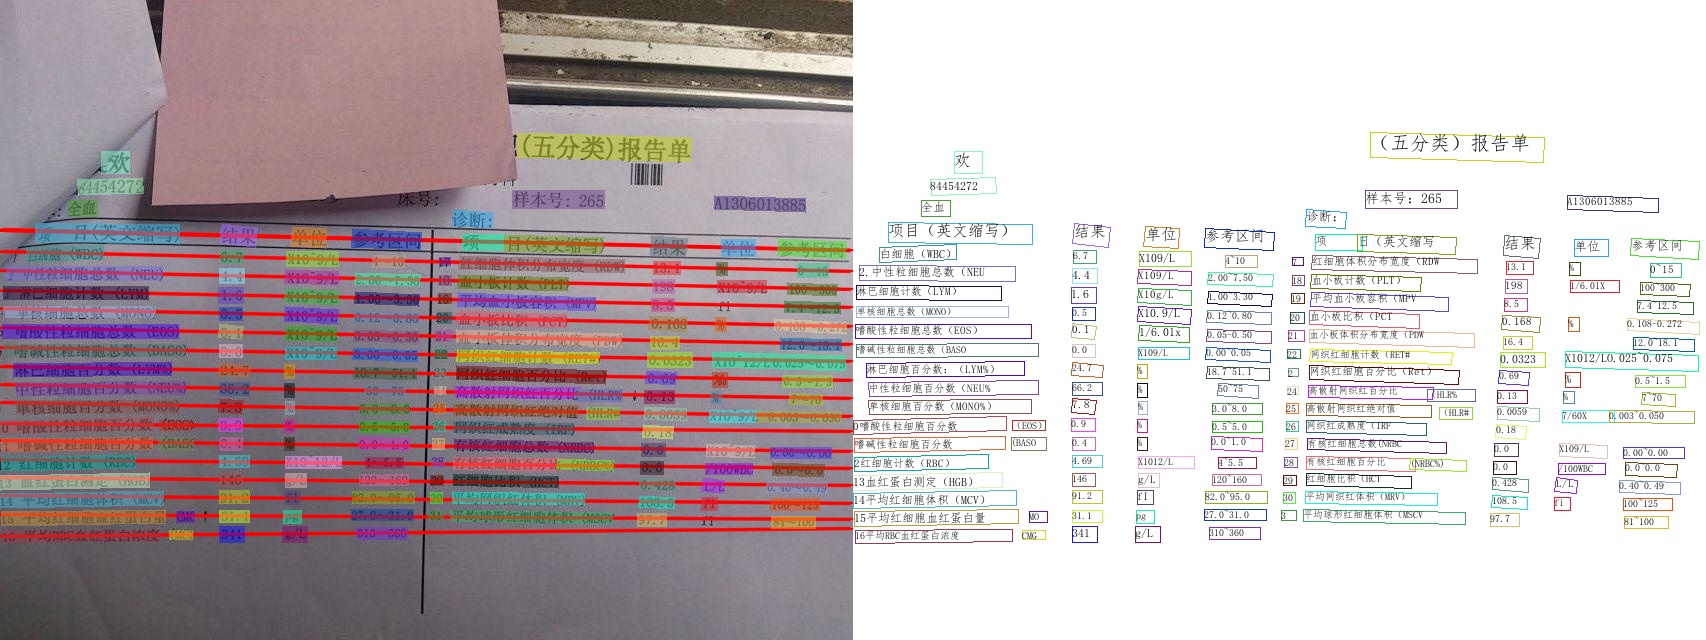 （五分类）报告单
欢
84454272
全血
样本号: 265
A1306013885
诊断:
项目（英文缩写） 结果 单位 参考区间 项 日（英文缩写 结果 单位 参考区间
白细胞（WBC） 6.7 X109/L 4~10 红细胞体积分布宽度（RDW 13.1 % 0~15
2.中性粒细胞总数（NEU 4.4 X109/L 2.00~7.50 18 血小板计数（PLT） 198 1/6.01X 100~300
淋巴细胞计数（LYM） 1.6 X10g/L 1.00~3.30 19 平均血小板容积（MPV 8.5 7.4~12.5
单核细胞总数（MONO） 0.5 X10.9/L 0.12~0.80 20 血小板比积（PCT 0.168 % 0.108-0.272
嗜酸性粒细胞总数（EOS） 0.1 1/6.01x 0.05-0.50 21 血小板体积分布宽度（PDW 16.4 12.0~18.1
嗜碱性粒细胞总数（BASO 0.0 X109/L 0.00~0.05 22 网织红细胞计数（RET# 0.0323 X1012/L0.025~0.075
淋巴细胞百分数:（LYM% 24.7 % 18.7~51.1 2 网织红细胞百分比（Ret） 0.69 % 0.5~1.5
中性粒细胞百分数（NEU% 66.2 % 50~75 24 高散射网织红百分比 （HLR% 0.13 % 7~70
单核细胞百分数（MONO% 7.8 % 3.0~8.0 25 高散射网织红绝对值 （HLR# 0.0059 7/60X 0.003~0.050
0嗜酸性粒细胞百分数 （EOS） 0.9 % 0.5~5.0 26 网织红成熟度（IRF 0.18
嗜碱性粒细胞百分数 （BASO 0.4 % 0.0~1.0 27 有核红细胞总数（NRBC 0.0 X109/L 0.00~0.00
2红细胞计数（RBC） 4.69 X1012/L 4~5.5 28 有核红细胞百分比 （NRBC%） 0.0 /100WBC 0.0~0.0
13血红蛋白测定（HGB） 146 g/L 120~160 29 红细胞比积（HCT 0.428 L/L 0.40~0.49
14平均红细胞体积（MCV） 91.2 fl 82.0~95.0 30 平均网织红体积（MRV） 108.5 fi 100~125
15平均红细胞血红蛋白量 MO 31.1 pg 27.0~31.0 3 平均球形红细胞体积（MSCV 97.7 81~100
16平均RBC血红蛋白浓度 CMG 341 g/L 310~360